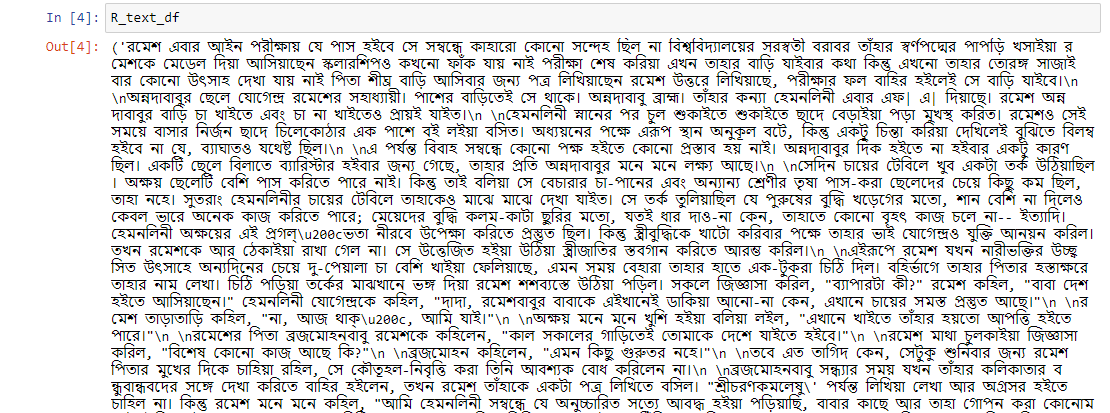 In [4]: R_text_df
Out[4]: ('রমেশ এবার আইন পরীক্ষায় যে পাস হইবে সে সম্বন্ধে কাহারো কোনো সন্দেহ ছিল না বিশ্ববিদ্যালয়ের সরস্বতী বরাবর তাঁহার স্বর্ণপদ্মের পাপড়ি খসাইয়া র
মেশকে মেডেল দিয়া আসিয়াছেন স্কলারশিপও কখনো ফাঁক যায় নাই পরীক্ষা শেষ করিয়া এখন তাহার বাড়ি যাইবার কথা কিন্তু এখনো তাহার তোরঙ্গ সাজাই
বার কোনো উৎসাহ দেখা যায় নাই পিতা শীঘ্র বাড়ি আসিবার জন্য পত্র লিখিয়াছেন রমেশ উত্তরে লিখিয়াছে, পরীক্ষার ফল বাহির হইলেই সে বাড়ি যাইবে।\n
\nঅন্নদাবাবুর ছেলে যোগেন্দ্র রমেশের সহাধ্যায়ী। পাশের বাড়িতেই সে থাকে। অন্নদাবাবু ব্রাহ্ম। তাঁহার কন্যা হেমনলিনী এবার এফ| এ| দিয়াছে। রমেশ অন্ন
দাবাবুর বাড়ি চা খাইতে এবং চা না খাইতেও প্রায়ই যাইত।\n \nহেমনলিনী স্নানের পর চুল শুকাইতে শুকাইতে ছাদে বেড়াইয়া পড়া মুখস্থ করিত। রমেশও সেই
সময়ে বাসার নির্জন ছাদে চিলেকোঠার এক পাশে বই লইয়া বসিত। অধ্যয়নের পক্ষে এরূপ স্থান অনুকূল বটে, কিন্তু একটু চিন্তা করিয়া দেখিলেই বুঝিতে বিলম্ব
হইবে না যে, ব্যাঘাতও যথেষ্ট ছিল।\n \nএ পর্যন্ত বিবাহ সম্বন্ধে কোনো পক্ষ হইতে কোনো প্রস্তাব হয় নাই। অন্নদাবাবুর দিক হইতে না হইবার একটু কারণ
ছিল। একটি ছেলে বিলাতে ব্যারিস্টার হইবার জন্য গেছে, তাহার প্রতি অন্নদাবাবুর মনে মনে লক্ষ্য আছে।\n \nসেদিন চায়ের টেবিলে খুব একটা তর্ক উঠিয়াছিল
। অক্ষয় ছেলেটি বেশি পাস করিতে পারে নাই। কিন্তু তাই বলিয়া সে বেচারার চা-পানের এবং অন্যান্য শ্রেণীর তৃষা পাস-করা ছেলেদের চেয়ে কিছু কম ছিল,
তাহা নহে। সুতরাং হেমনলিনীর চায়ের টেবিলে তাহাকেও মাঝে মাঝে দেখা যাইত। সে তর্ক তুলিয়াছিল যে পুরুষের বুদ্ধি খড়্গের মতো, শান বেশি না দিলেও
কেবল ভারে অনেক কাজ করিতে পারে; মেয়েদের বুদ্ধি কলম-কাটা ছুরির মতো, যতই ধার দাও-না কেন, তাহাতে কোনো বৃহৎ কাজ চলে না-- ইত্যাদি।
হেমনলিনী অক্ষয়ের এই প্রগল্\u200cভতা নীরবে উপেক্ষা করিতে প্রস্তুত ছিল। কিন্তু স্ত্রীবুদ্ধিকে খাটো করিবার পক্ষে তাহার ভাই যোগেন্দ্রও যুক্তি আনয়ন করিল।
তখন রমেশকে আর ঠেকাইয়া রাখা গেল না। সে উত্তেজিত হইয়া উঠিয়া স্ত্রীজাতির স্তবগান করিতে আরম্ভ করিল।\n \nএইরূপে রমেশ যখন নারীভক্তির উচ্ছ্ব
সিত উৎসাহে অন্যদিনের চেয়ে দু-পেয়ালা চা বেশি খাইয়া ফেলিয়াছে, এমন সময় বেহারা তাহার হাতে এক-টুকরা চিঠি দিল। বহির্ভাগে তাহার পিতার হস্তাক্ষরে
তাহার নাম লেখা। চিঠি পড়িয়া তর্কের মাঝখানে ভঙ্গ দিয়া রমেশ শশব্যস্তে উঠিয়া পড়িল। সকলে জিজ্ঞাসা করিল, "ব্যাপারটা কী?" রমেশ কহিল, "বাবা দেশ
হইতে আসিয়াছেন।" হেমনলিনী যোগেন্দ্রকে কহিল, "দাদা, রমেশবাবুর বাবাকে এইখানেই ডাকিয়া আনো-না কেন, এখানে চায়ের সমস্ত প্রস্তুত আছে।"\n \nর
মেশ তাড়াতাড়ি কহিল, "না, আজ থাক্\u200c, আমি যাই।"\n \nঅক্ষয় মনে মনে খুশি হইয়া বলিয়া লইল, "এখানে খাইতে তাঁহার হয়তো আপত্তি হইতে
পারে।"\n \nরমেশের পিতা ব্রজমোহনবাবু রমেশকে কহিলেন, "কাল সকালের গাড়িতেই তোমাকে দেশে যাইতে হইবে।"\n \nরমেশ মাথা চুলকাইয়া জিজ্ঞাসা
করিল, "বিশেষ কোনো কাজ আছে কি?"\n \nব্রজমোহন কহিলেন, "এমন কিছু গুরুতর নহে।"\n \nতবে এত তাগিদ কেন, সেটুকু শুনিবার জন্য রমেশ
পিতার মুখের দিকে চাহিয়া রহিল, সে কৌতূহল-নিবৃত্তি করা তিনি আবশ্যক বোধ করিলেন না।\n \nব্রজমোহনবাবু সন্ধ্যার সময় যখন তাঁহার কলিকাতার ব
ন্ধুবান্ধবদের সঙ্গে দেখা করিতে বাহির হইলেন, তখন রমেশ তাঁহাকে একটা পত্র লিখিতে বসিল। "শ্রীচরণকমলেষু\' পর্যন্ত লিখিয়া লেখা আর অগ্রসর হইতে
চাহিল না। কিন্তু রমেশ মনে মনে কহিল, "আমি হেমনলিনী সম্বন্ধে যে অনুচ্চারিত সত্যে আবদ্ধ হইয়া পড়িয়াছি, বাবার কাছে আর তাহা গোপন করা কোনোম